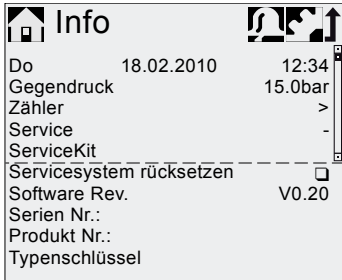 Info
Do 18.02.2010 12:34
Gegendruck 15.0bar
Zähler >
Service -
ServiceKit
Servicesystem rücksetzen ❏
Software Rev. V0.20
Serien Nr.:
Produkt Nr.:
Typenschlüssel